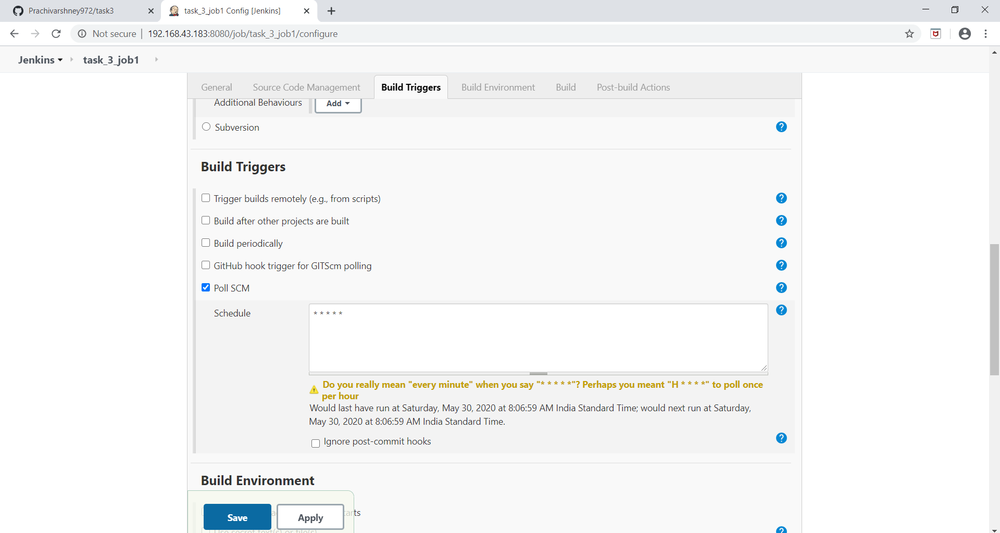 Prachivarshney972/task3
task_3_job1 Config [Jenkins]
Not secure
192.168.43.183:8080/job/task_3_job1/configure
Jenkins
task_3_job1
General
Source Code Management
Build Triggers
Build Environment
Build
Post-build Actions
Additional Behaviours
Add
Subversion
?
Build Triggers
Trigger builds remotely (e.g., from scripts)
?
Build after other projects are built
?
Build periodically
?
GitHub hook trigger for GITScm polling
?
Poll SCM
?
Schedule
* * * * *
?
Do you really mean "every minute" when you say "* * * * *"? Perhaps you meant "H * * * *" to poll once
per hour
Would last have run at Saturday, May 30, 2020 at 8:06:59 AM India Standard Time; would next run at Saturday,
May 30, 2020 at 8:06:59 AM India Standard Time.
Ignore post-commit hooks
?
Build Environment
Save
Apply
arts
Use secret text(s) or file(s)
?